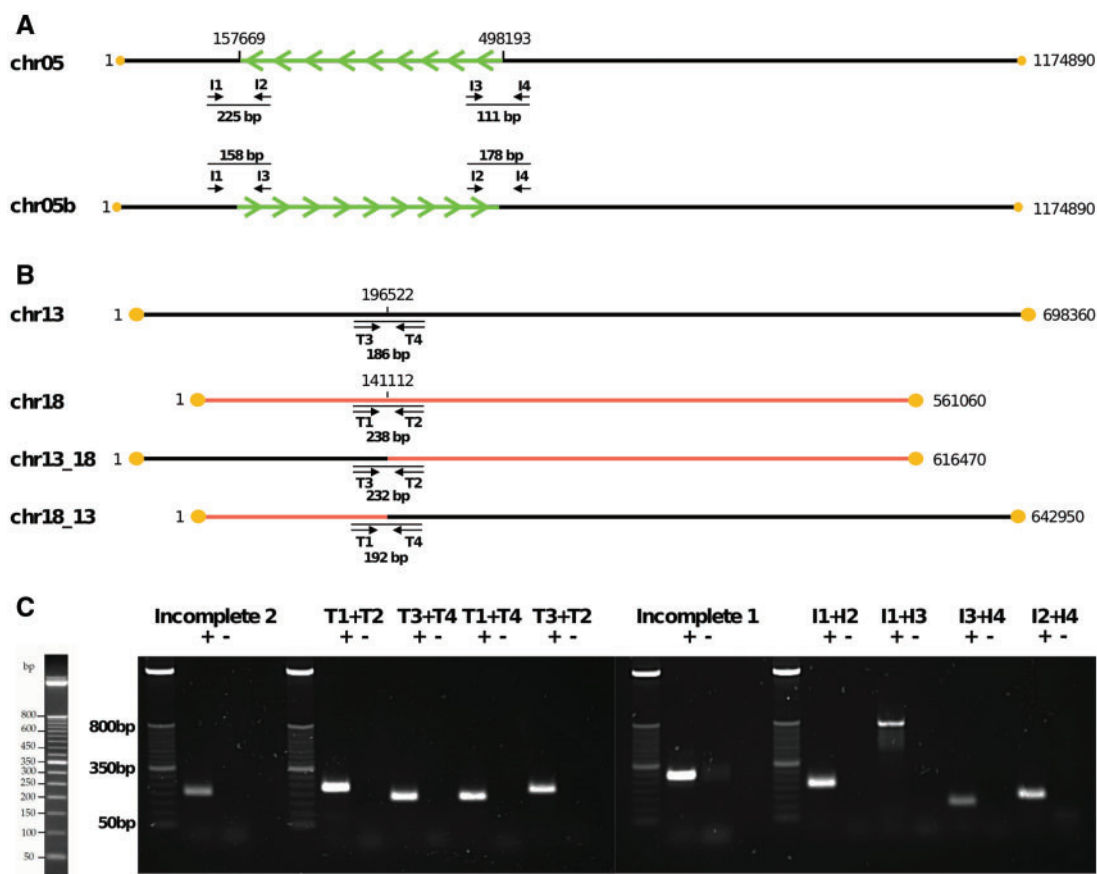 A
157669 498193
chr05 1 1174890
I1 I2 I3 I4
225 bp 111 bp
158 bp 178 bp
I1 I3 I2 I4
chr05b 1 1174890
B
196522
chr13 1 698360
T3 T4
186 bp
141112
chr18 1 561060
T1 T2
238 bp
chr13_18 1 616470
T3 T2
232 bp
chr18_13 1 642950
T1 T4
192 bp
C
Incomplete 2 T1+T2 T3+T4 T1+T4 T3+T2 Incomplete 1 I1+I2 I1+I3 I3+I4 I2+I4
+ - + - + - + - + - + - + - + - + - + -
bp
800
600
450
350
300
250
200
150
100
50
800bp
350bp
50bp